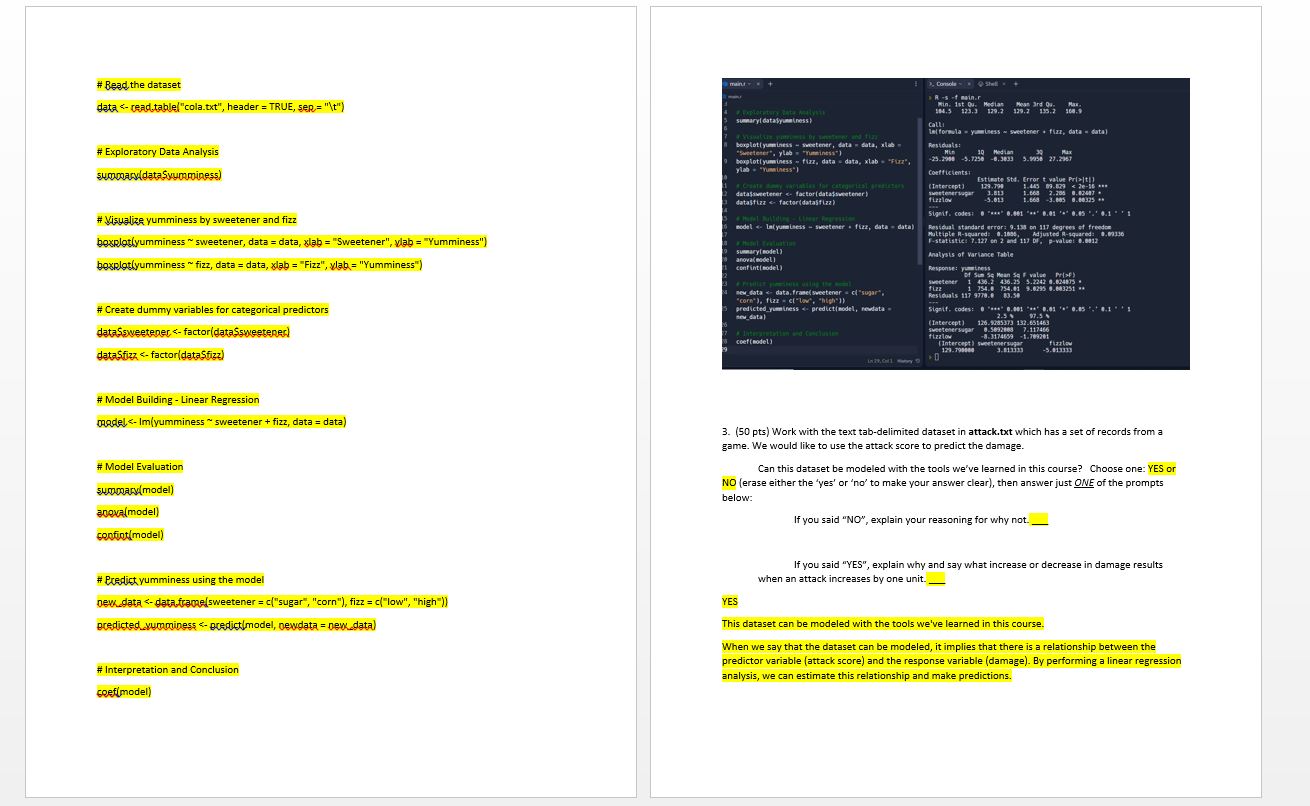 # Read the dataset
data <- read.table("cola.txt", header = TRUE, sep = "\t")
# Exploratory Data Analysis
summary(data$yumminess)
# Visualize yumminess by sweetener and fizz
boxplot(yumminess ~ sweetener, data = data, xlab = "Sweetener", ylab = "Yumminess")
boxplot(yumminess ~ fizz, data = data, xlab = "Fizz", ylab = "Yumminess")
# Create dummy variables for categorical predictors
data$sweetener <- factor(data$sweetener)
data$fizz <- factor(data$fizz)
# Model Building - Linear Regression
model <- lm(yumminess ~ sweetener + fizz, data = data)
# Model Evaluation
summary(model)
anova(model)
confint(model)
# Predict yumminess using the model
new_data <- data.frame(sweetener = c("sugar", "corn"), fizz = c("low", "high"))
predicted_yumminess <- predict(model, newdata = new_data)
# Interpretation and Conclusion
coef(model)
main.r
main.r
3
4 # Exploratory Data Analysis
5 summary(data$yumminess)
6
7 # Visualize yumminess by sweetener and fizz
8 boxplot(yumminess ~ sweetener, data = data, xlab =
"Sweetener", ylab = "Yumminess")
9 boxplot(yumminess ~ fizz, data = data, xlab = "Fizz",
ylab = "Yumminess")
10
11 # Create dummy variables for categorical predictors
12 data$sweetener <- factor(data$sweetener)
13 data$fizz <- factor(data$fizz)
14
15 # Model Building - Linear Regression
16 model <- lm(yumminess ~ sweetener + fizz, data = data)
17
18 # Model Evaluation
19 summary(model)
20 anova(model)
21 confint(model)
22
23 # Predict yumminess using the model
24 new_data <- data.frame(sweetener = c("sugar",
"corn"), fizz = c("low", "high"))
25 predicted_yumminess <- predict(model, newdata =
new_data)
26
27 # Interpretation and Conclusion
28 coef(model)
29
Ln 29, Col 1 History
Console Shell
R -s -f main.r
Min. 1st Qu. Median Mean 3rd Qu. Max.
104.5 123.3 129.2 129.2 135.2 160.9
Call:
lm(formula = yumminess ~ sweetener + fizz, data = data)
Residuals:
Min 1Q Median 3Q Max
-25.2900 -5.7250 -0.3033 5.9950 27.2967
Coefficients:
Estimate Std. Error t value Pr(>|t|)
(Intercept) 129.790 1.445 89.829 < 2e-16 ***
sweetenersugar 3.813 1.668 2.286 0.02407 *
fizzlow -5.013 1.668 -3.005 0.00325 **
---
Signif. codes: 0 '***' 0.001 '**' 0.01 '*' 0.05 '.' 0.1 ' ' 1
Residual standard error: 9.138 on 117 degrees of freedom
Multiple R-squared: 0.1086, Adjusted R-squared: 0.09336
F-statistic: 7.127 on 2 and 117 DF, p-value: 0.0012
Analysis of Variance Table
Response: yumminess
Df Sum Sq Mean Sq F value Pr(>F)
sweetener 1 436.2 436.25 5.2242 0.024075 *
fizz 1 754.0 754.01 9.0295 0.003251 **
Residuals 117 9770.0 83.50
---
Signif. codes: 0 '***' 0.001 '**' 0.01 '*' 0.05 '.' 0.1 ' ' 1
2.5 % 97.5 %
(Intercept) 126.9285373 132.651463
sweetenersugar 0.5092008 7.117466
fizzlow -8.3174659 -1.709201
(Intercept) sweetenersugar fizzlow
129.790000 3.813333 -5.013333
3. (50 pts) Work with the text tab-delimited dataset in attack.txt which has a set of records from a
game. We would like to use the attack score to predict the damage.
Can this dataset be modeled with the tools we've learned in this course? Choose one: YES or
NO (erase either the 'yes' or 'no' to make your answer clear), then answer just ONE of the prompts
below:
If you said "NO", explain your reasoning for why not. ___
If you said "YES", explain why and say what increase or decrease in damage results
when an attack increases by one unit. ___
YES
This dataset can be modeled with the tools we've learned in this course.
When we say that the dataset can be modeled, it implies that there is a relationship between the
predictor variable (attack score) and the response variable (damage). By performing a linear regression
analysis, we can estimate this relationship and make predictions.